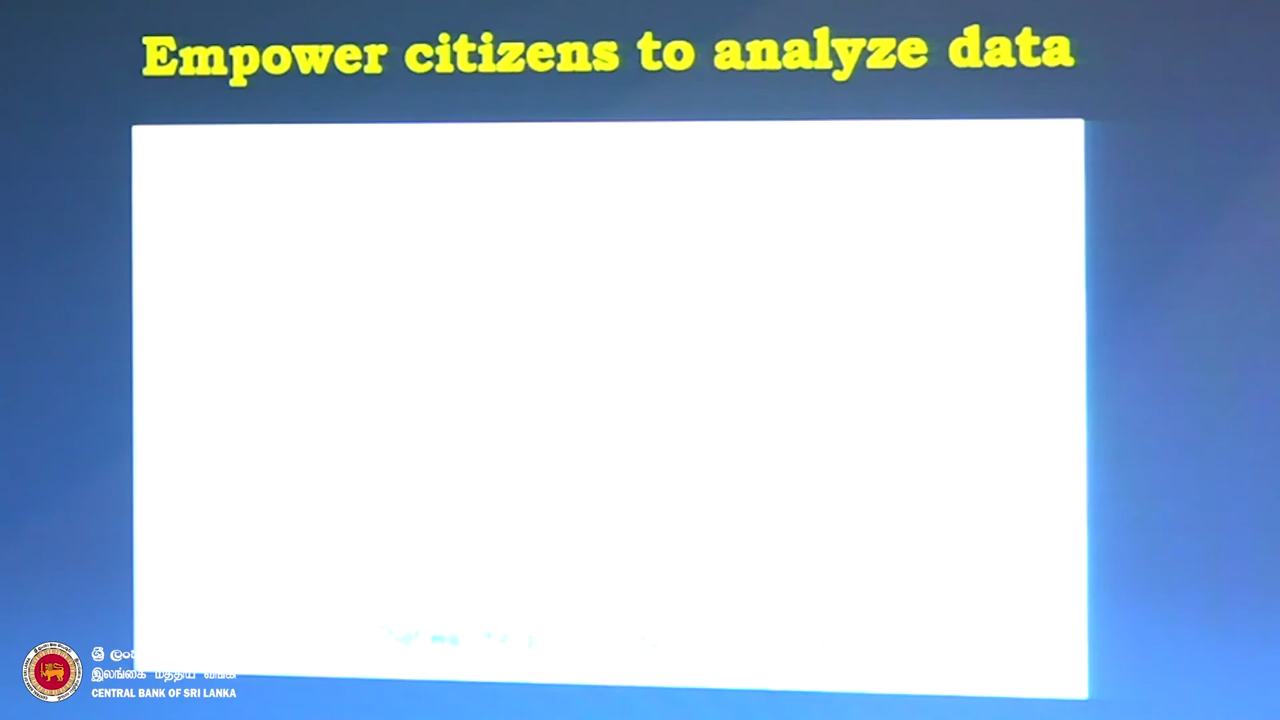 Empower citizens to analyze data
ශ්‍රී
இலங்கை மத்திய வங்கி
CENTRAL BANK OF SRI LANKA